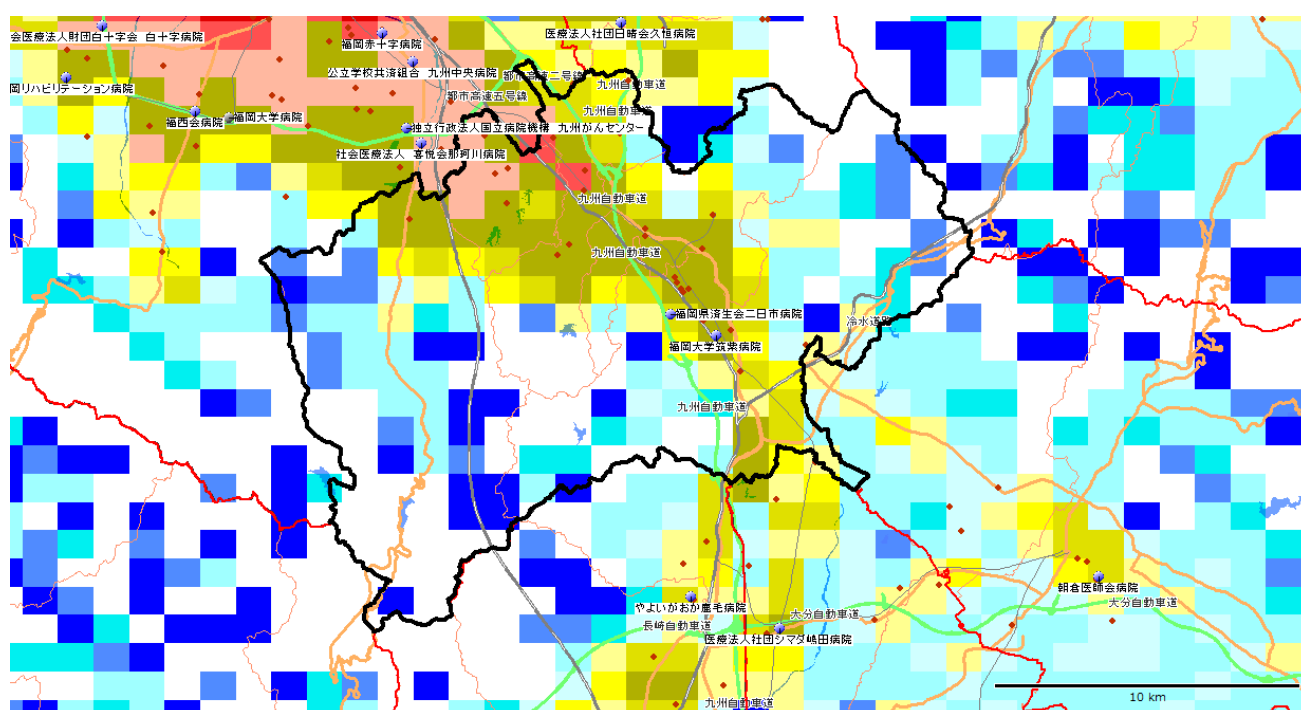 会医療法人財団白十字会 白十字病院
福岡赤十字病院
医療法人社団日晴会久恒病院
公立学校共済組合 九州中央病院
都市高速二号線
岡リハビリテーション病院
九州自動車道
都市高速五号線
福西会病院
福岡大学病院
九州自動車道
独立行政法人国立病院機構 九州がんセンター
社会医療法人 喜悦会那珂川病院
九州自動車道
九州自動車道
福岡県済生会二日市病院
冷水道路
福岡大学筑紫病院
九州自動車道
朝倉医師会病院
やよいがおか鹿毛病院
大分自動車道
大分自動車道
長崎自動車道
医療法人社団シマダ嶋田病院
10 km
九州自動車道